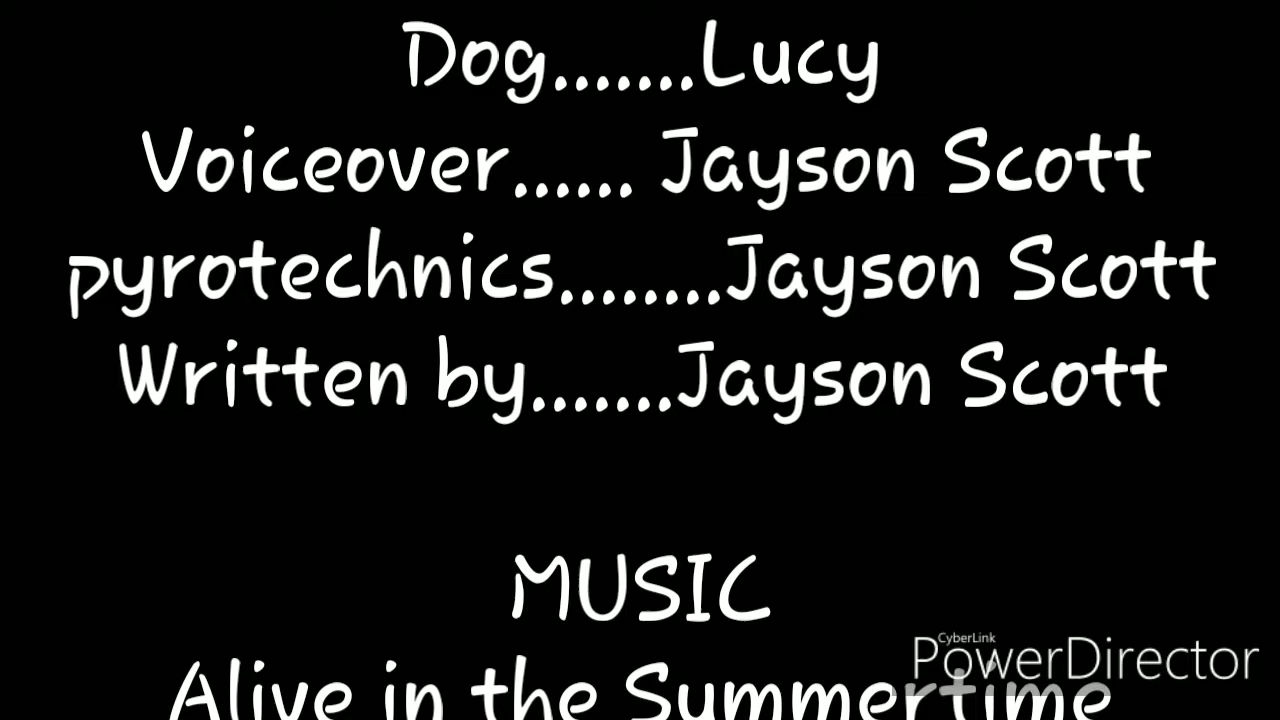 Dog.......Lucy
Voiceover...... Jayson Scott
pyrotechnics........Jayson Scott
Written by.......Jayson Scott
MUSIC
CyberLink
PowerDirector
Alive in the Summertime